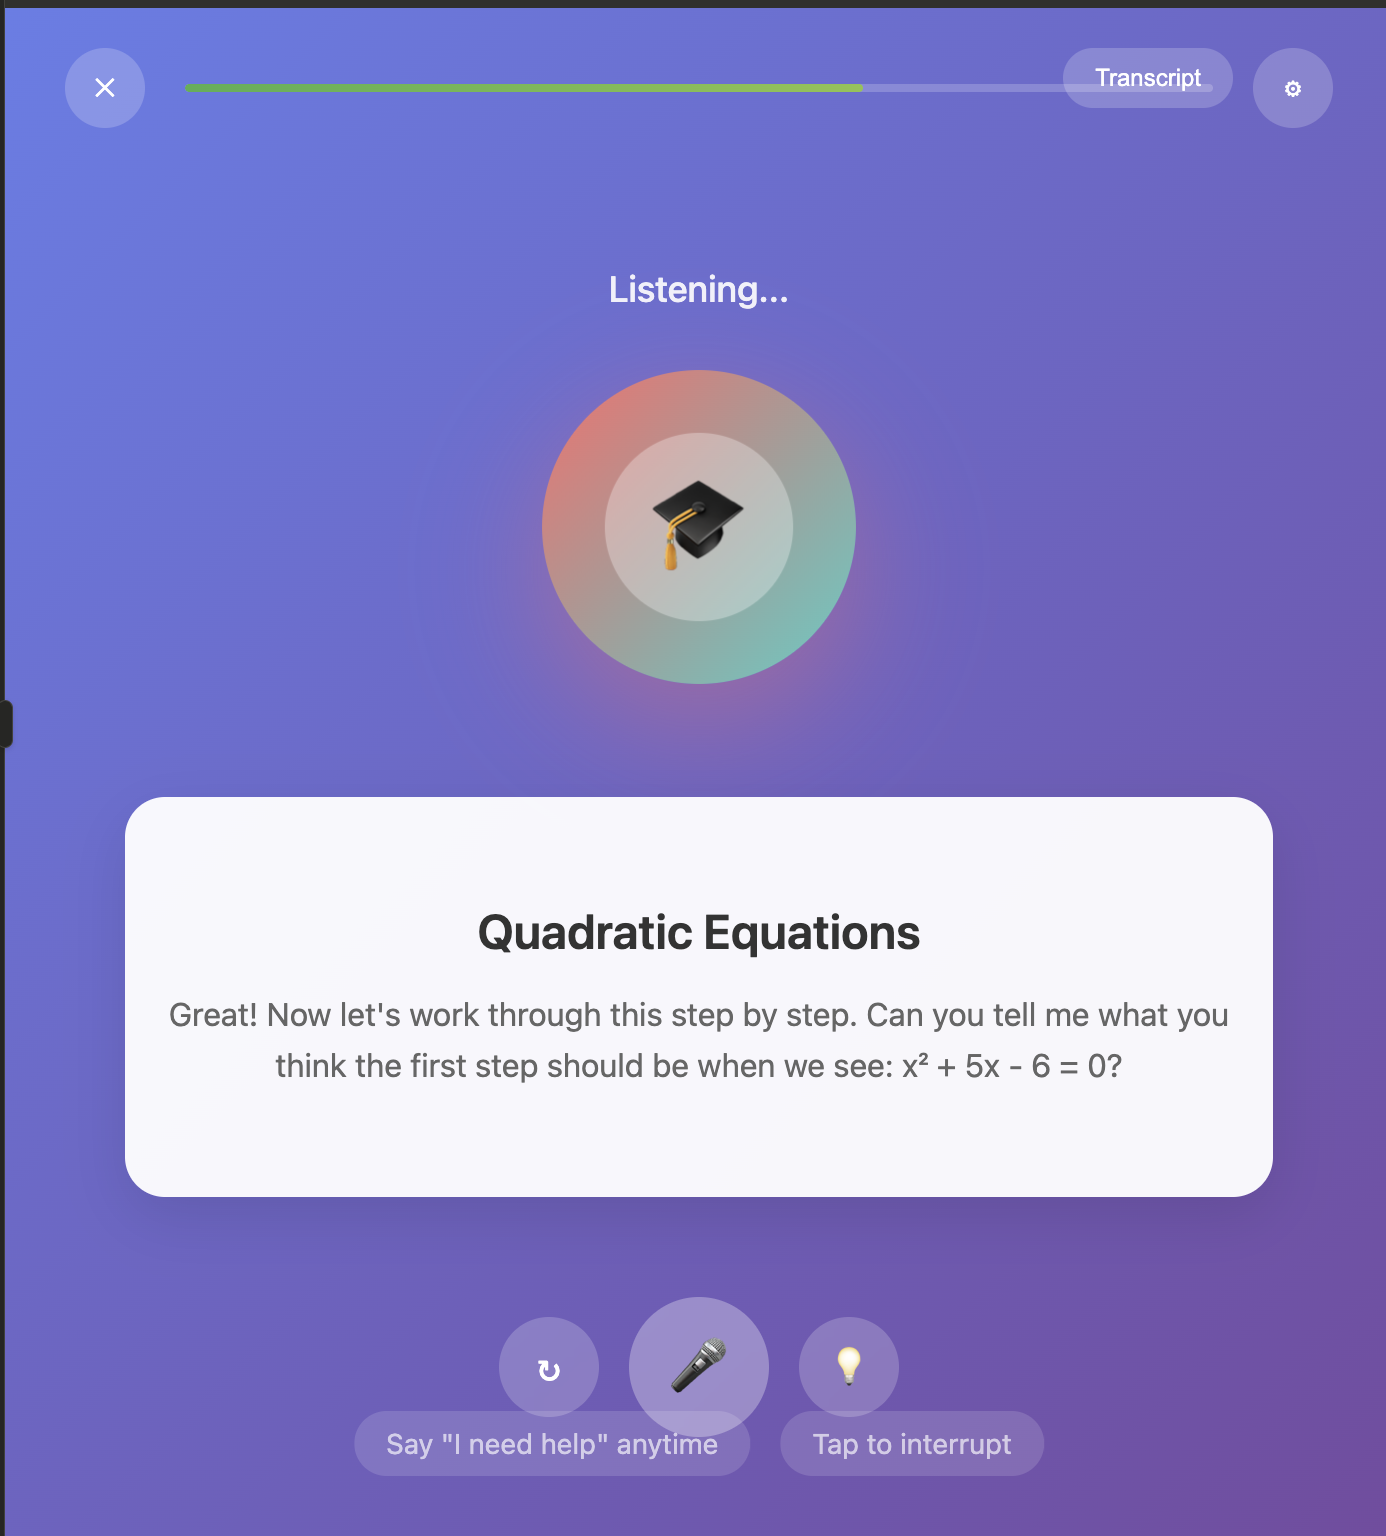 Transcript
Listening...
Quadratic Equations
Great! Now let's work through this step by step. Can you tell me what you
think the first step should be when we see: x² + 5x - 6 = 0?
Say "I need help" anytime
Tap to interrupt